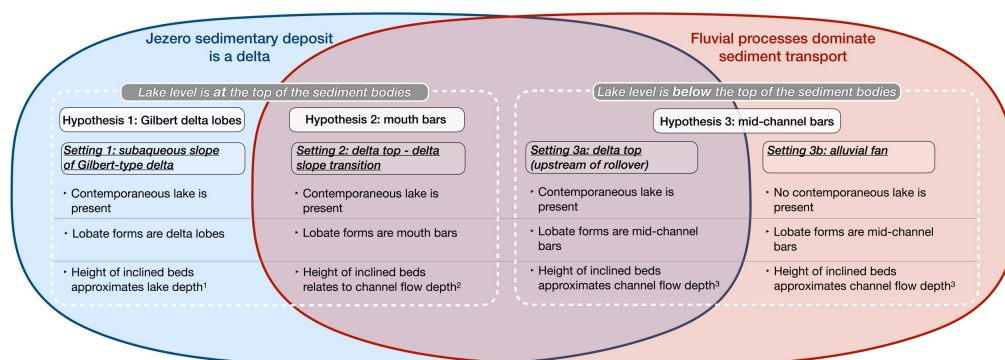 Jezero sedimentary deposit
is a delta
Fluvial processes dominate
sediment transport
Lake level is at the top of the sediment bodies
Lake level is below the top of the sediment bodies
Hypothesis 1: Gilbert delta lobes
Hypothesis 2: mouth bars
Hypothesis 3: mid-channel bars
Setting 1: subaqueous slope
of Gilbert-type delta
‣ Contemporaneous lake is
present
‣ Lobate forms are delta lobes
‣ Height of inclined beds
approximates lake depth¹
Setting 2: delta top - delta
slope transition
‣ Contemporaneous lake is
present
‣ Lobate forms are mouth bars
‣ Height of inclined beds
relates to channel flow depth²
Setting 3a: delta top
(upstream of rollover)
‣ Contemporaneous lake is
present
‣ Lobate forms are mid-channel
bars
‣ Height of inclined beds
approximates channel flow depth³
Setting 3b: alluvial fan
‣ No contemporaneous lake is
present
‣ Lobate forms are mid-channel
bars
‣ Height of inclined beds
approximates channel flow depth³